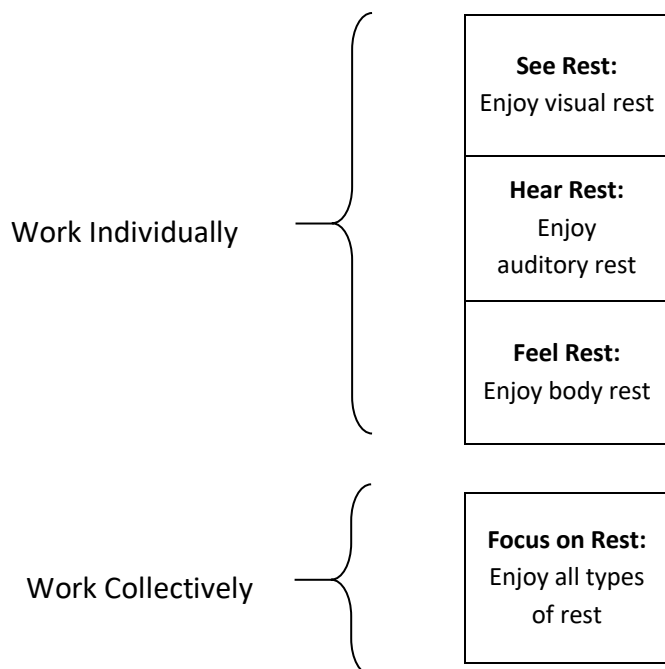 Work Individually
See Rest:
Enjoy visual rest
Hear Rest:
Enjoy
auditory rest
Feel Rest:
Enjoy body rest
Work Collectively
Focus on Rest:
Enjoy all types
of rest